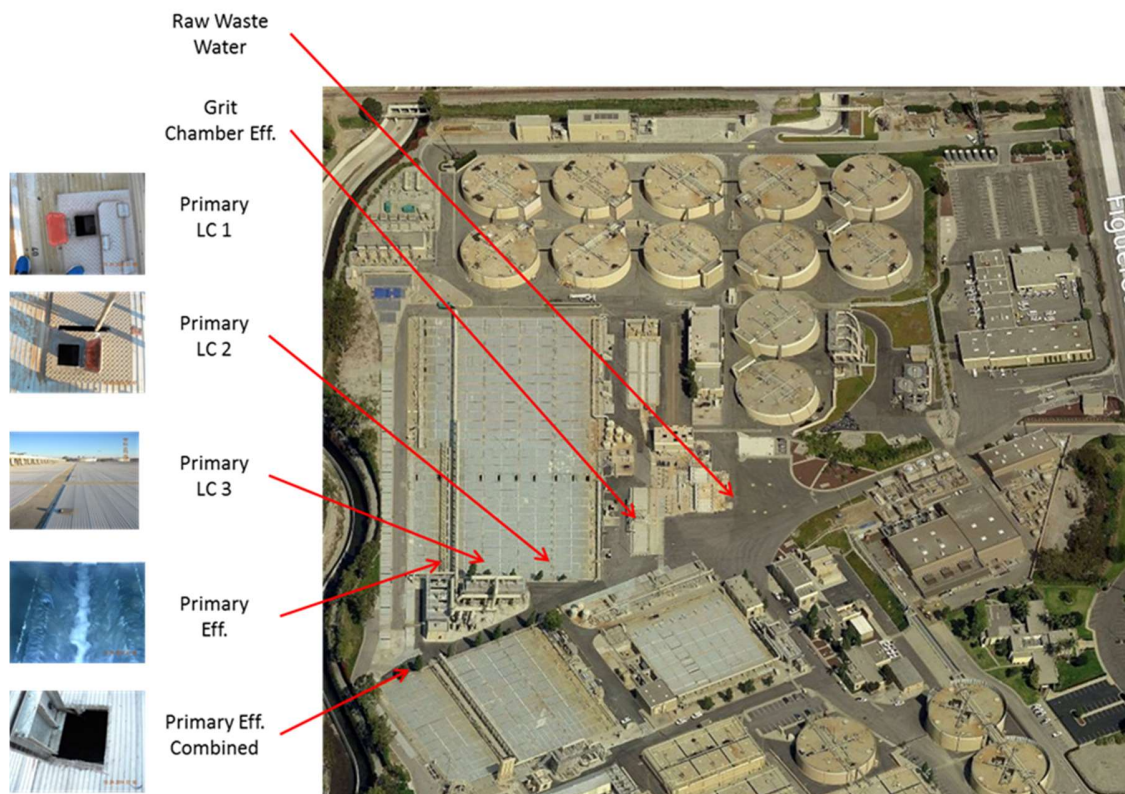 Raw Waste
Water
Grit
Chamber Eff.
Primary
LC 1
Primary
LC 2
Primary
LC 3
Primary
Eff.
Primary Eff.
Combined